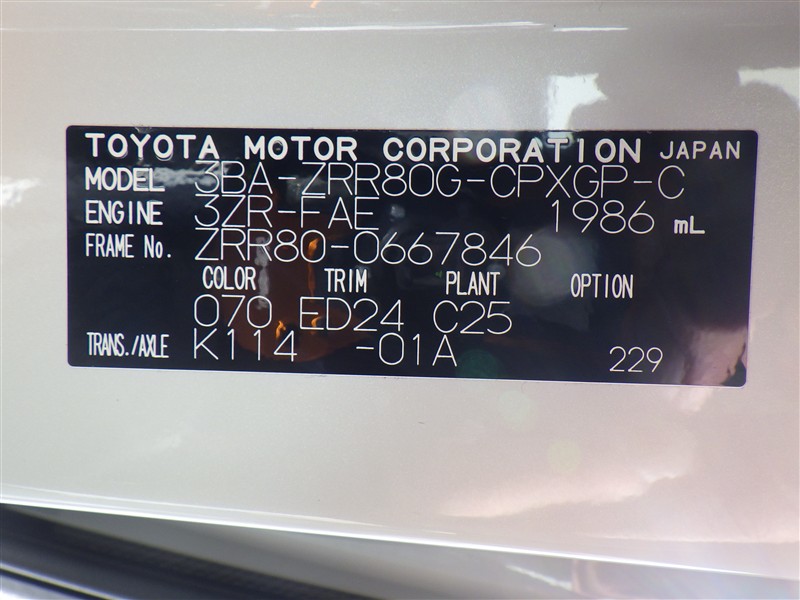 TOYOTA MOTOR CORPORATION JAPAN
MODEL 3BA-ZRR80G-CPXGP-C
ENGINE 3ZR-FAE 1986 mL
FRAME No. ZRR80-0667846
COLOR TRIM PLANT OPTION
070 ED24 C25
TRANS./AXLE K114 -01A 229